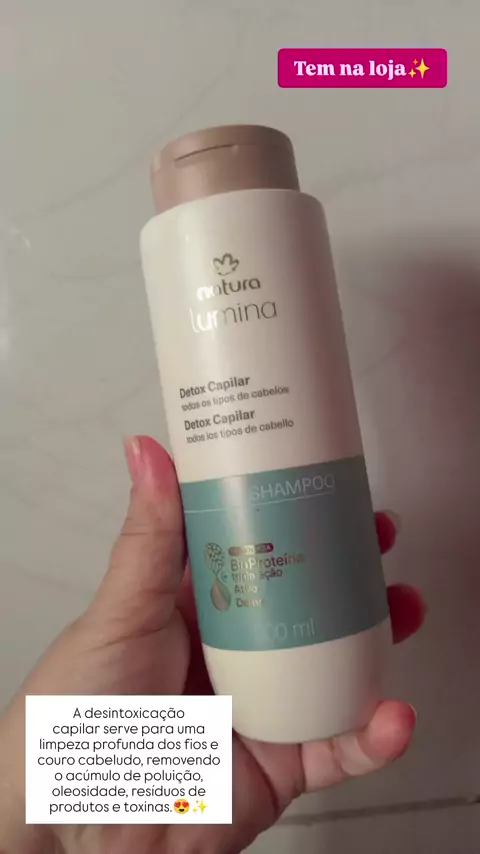 Tem na loja✨
natura
lumina
Detox Capilar
todos os tipos de cabelos
Detox Capilar
todos los tipos de cabello
SHAMPOO
BioProteína
Detox
ml
A desintoxicação
capilar serve para uma
limpeza profunda dos fios e
couro cabeludo, removendo
o acúmulo de poluição,
oleosidade, resíduos de
produtos e toxinas.😍✨